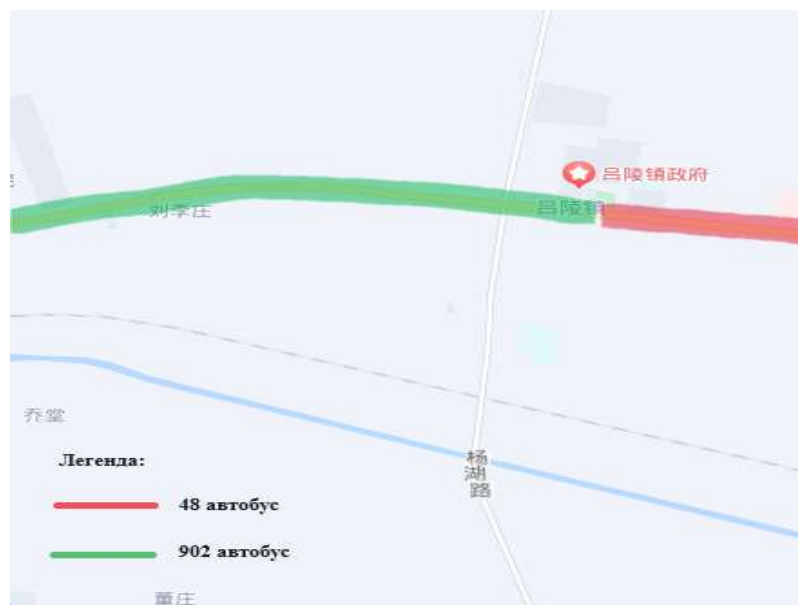 吕陵镇政府
刘李庄
吕陵镇
乔堂
杨湖路
Легенда:
48 автобус
902 автобус
董庄